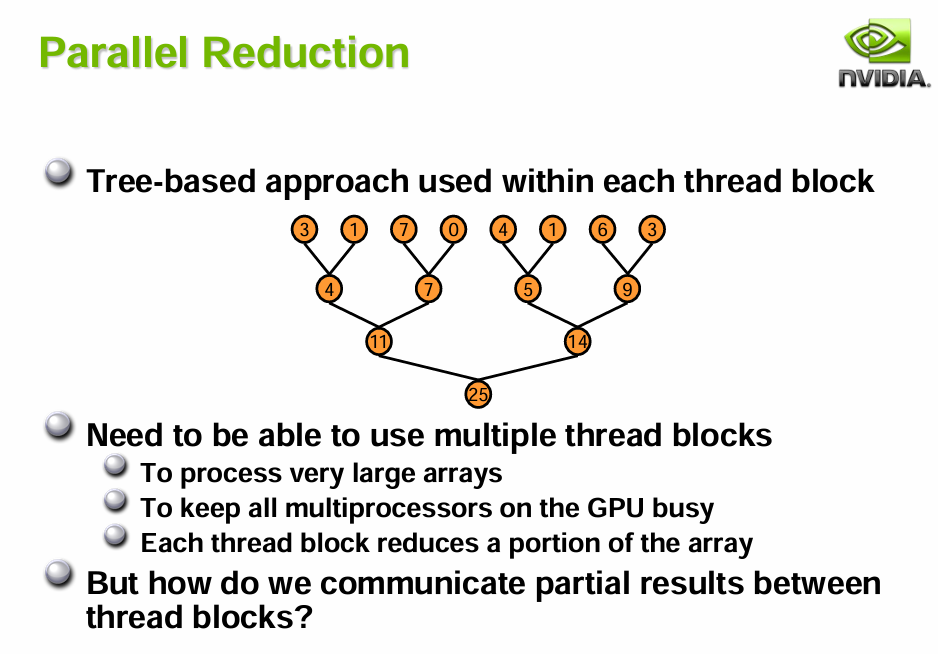 Parallel Reduction
NVIDIA.
Tree-based approach used within each thread block
3 1 7 0 4 1 6 3
4 7 5 9
11 14
25
Need to be able to use multiple thread blocks
To process very large arrays
To keep all multiprocessors on the GPU busy
Each thread block reduces a portion of the array
But how do we communicate partial results between
thread blocks?